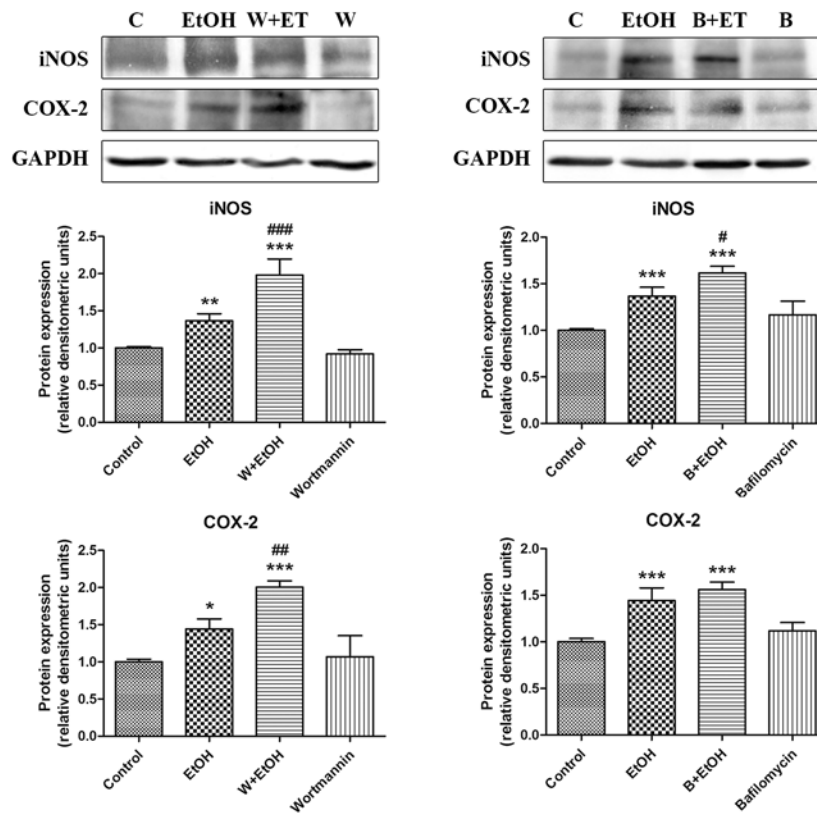 C EtOH W+ET W
iNOS
COX-2
GAPDH
C EtOH B+ET B
iNOS
COX-2
GAPDH
iNOS
Protein expression
(relative densitometric units)
2.5
2.0
1.5
1.0
0.5
0.0
**
###
***
Control
EtOH
W+EtOH
Wortmannin
iNOS
Protein expression
(relative densitometric units)
2.0
1.5
1.0
0.5
0.0
***
#
***
Control
EtOH
B+EtOH
Bafilomycin
COX-2
Protein expression
(relative densitometric units)
2.5
2.0
1.5
1.0
0.5
0.0
*
##
***
Control
EtOH
W+EtOH
Wortmannin
COX-2
Protein expression
(relative densitometric units)
2.0
1.5
1.0
0.5
0.0
***
***
Control
EtOH
B+EtOH
Bafilomycin